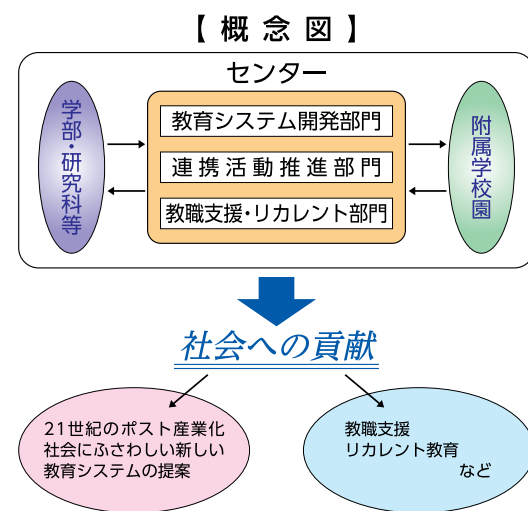 【概念図】
センター
学部・研究科等
教育システム開発部門
連携活動推進部門
教職支援・リカレント部門
附属学校園
社会への貢献
21世紀のポスト産業化
社会にふさわしい新しい
教育システムの提案
教職支援
リカレント教育
など